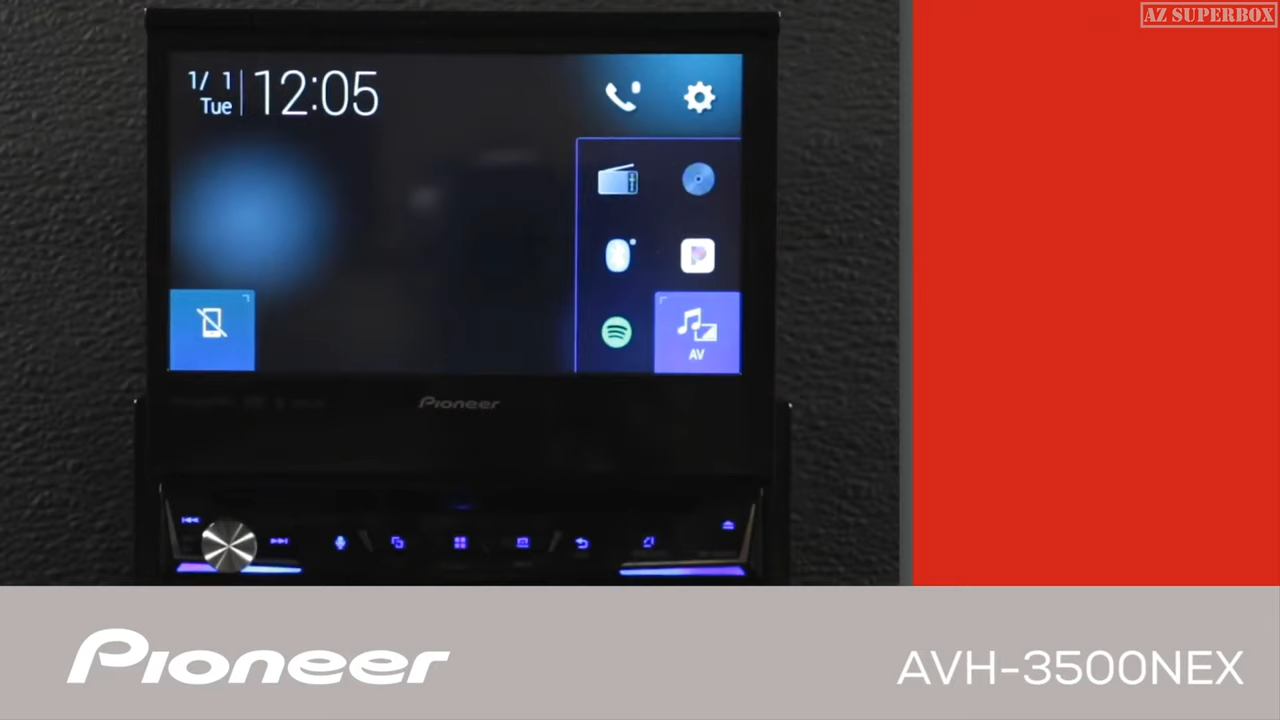 AZ SUPERBOX
1/ 1
Tue
12:05
AV
Pioneer
Pioneer
AVH-3500NEX